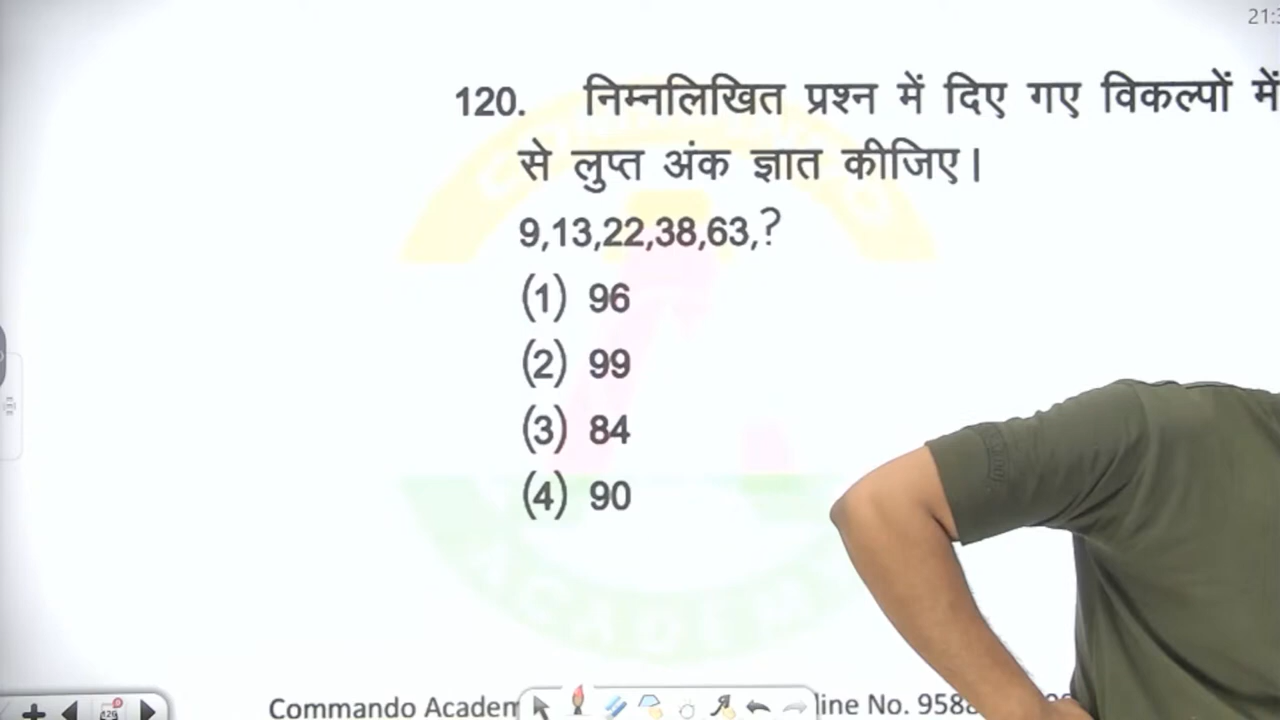 21:3
120. निम्नलिखित प्रश्न में दिए गए विकल्पों में
से लुप्त अंक ज्ञात कीजिए।
9,13,22,38,63,?
(1) 96
(2) 99
(3) 84
(4) 90
ACADEM
Commando Academ line No. 958